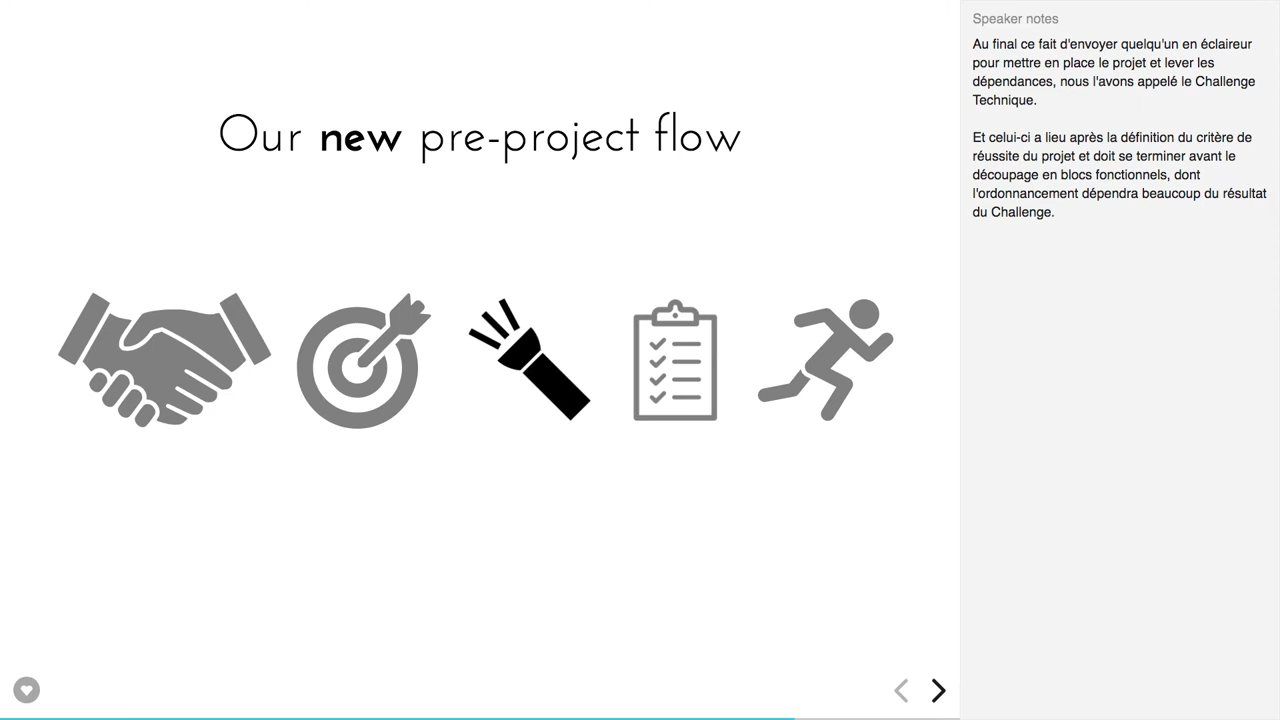 Our new pre-project flow
Speaker notes
Au final ce fait d'envoyer quelqu'un en éclaireur
pour mettre en place le projet et lever les
dépendances, nous l'avons appelé le Challenge
Technique.
Et celui-ci a lieu après la définition du critère de
réussite du projet et doit se terminer avant le
découpage en blocs fonctionnels, dont
l'ordonnancement dépendra beaucoup du résultat
du Challenge.